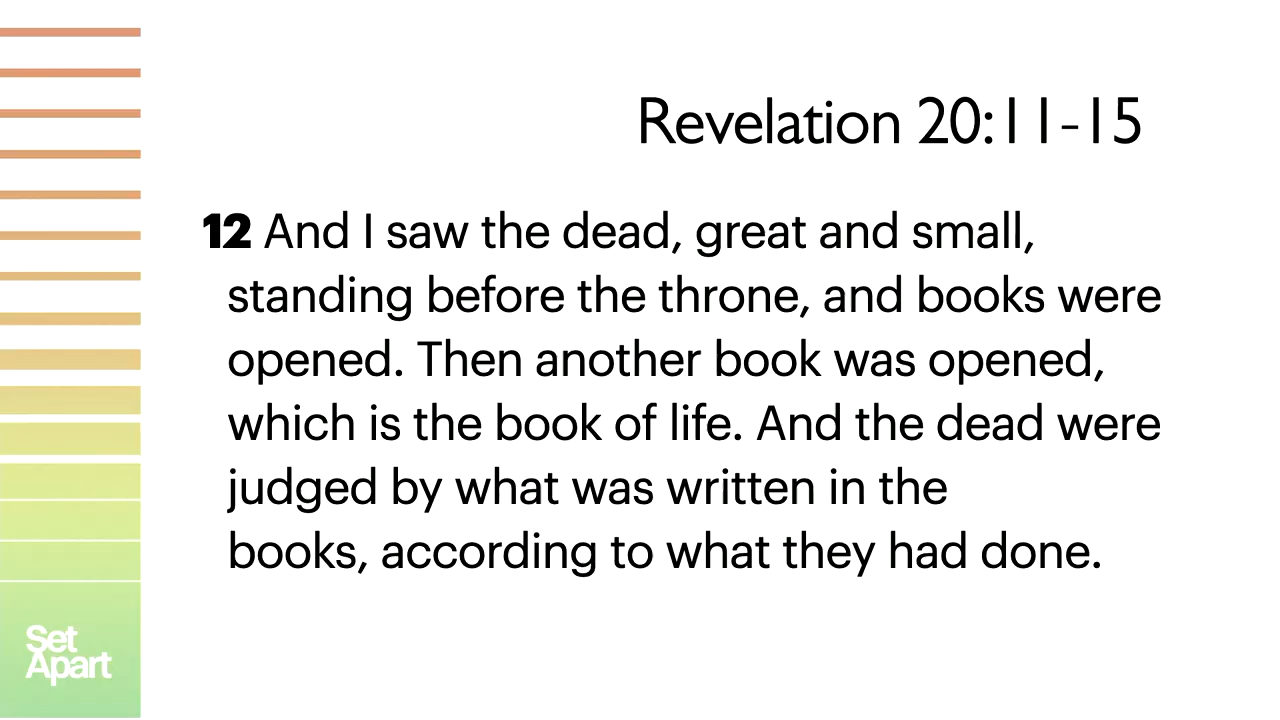 Revelation 20:11-15
12 And I saw the dead, great and small,
standing before the throne, and books were
opened. Then another book was opened,
which is the book of life. And the dead were
judged by what was written in the
books, according to what they had done.
Set
Apart